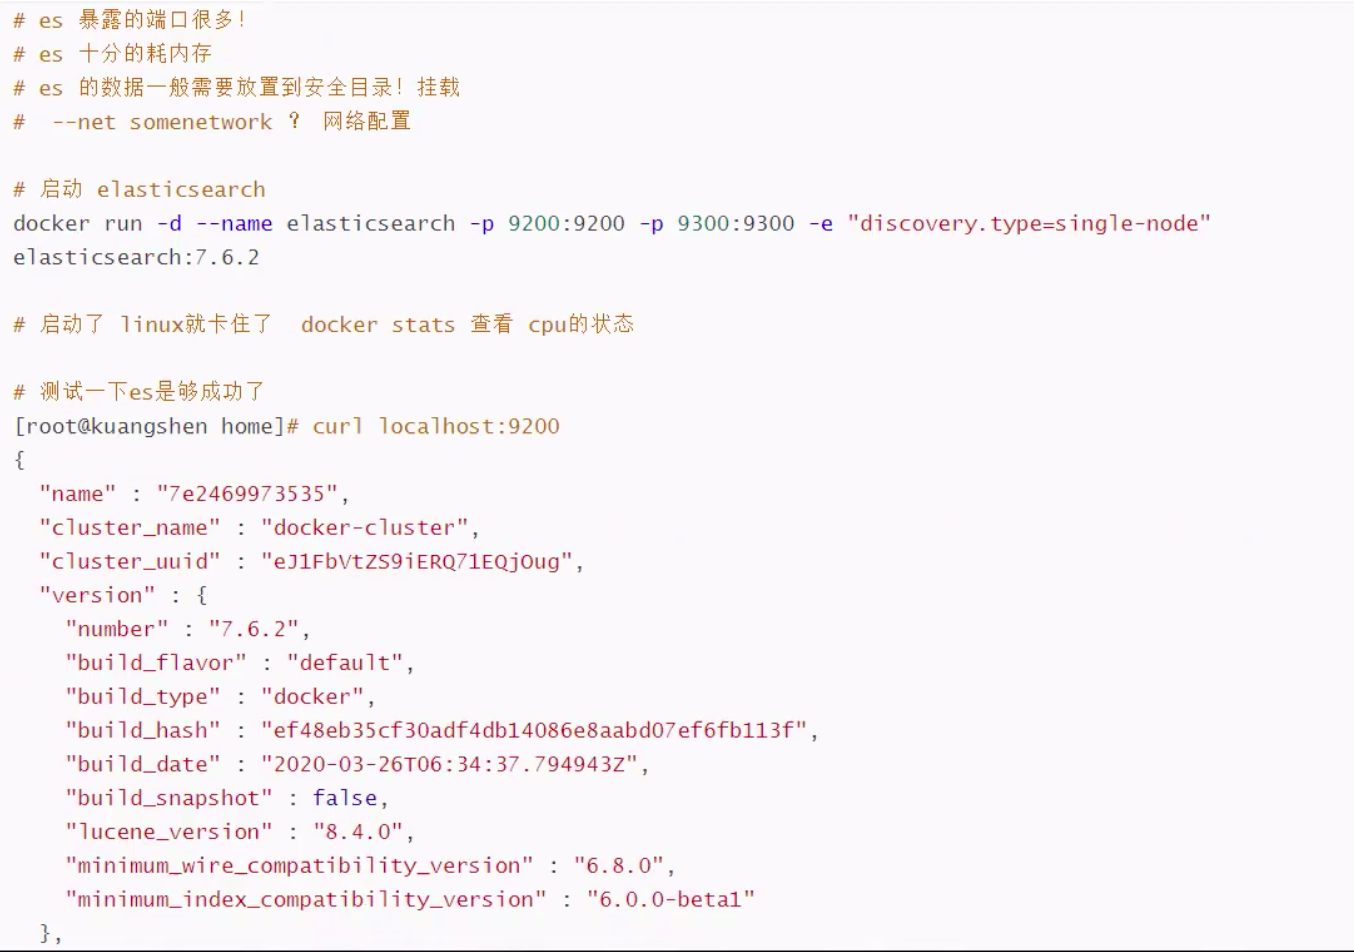 # es 暴露的端口很多！
# es 十分的耗内存
# es 的数据一般需要放置到安全目录！挂载
#  --net somenetwork ？ 网络配置
# 启动 elasticsearch
docker run -d --name elasticsearch -p 9200:9200 -p 9300:9300 -e "discovery.type=single-node"
elasticsearch:7.6.2
# 启动了 linux就卡住了  docker stats 查看 cpu的状态
# 测试一下es是够成功了
[root@kuangshen home]# curl localhost:9200
{
  "name" : "7e2469973535",
  "cluster_name" : "docker-cluster",
  "cluster_uuid" : "eJ1FbVtZS9iERQ71EQjOug",
  "version" : {
    "number" : "7.6.2",
    "build_flavor" : "default",
    "build_type" : "docker",
    "build_hash" : "ef48eb35cf30adf4db14086e8aabd07ef6fb113f",
    "build_date" : "2020-03-26T06:34:37.794943Z",
    "build_snapshot" : false,
    "lucene_version" : "8.4.0",
    "minimum_wire_compatibility_version" : "6.8.0",
    "minimum_index_compatibility_version" : "6.0.0-beta1"
  },